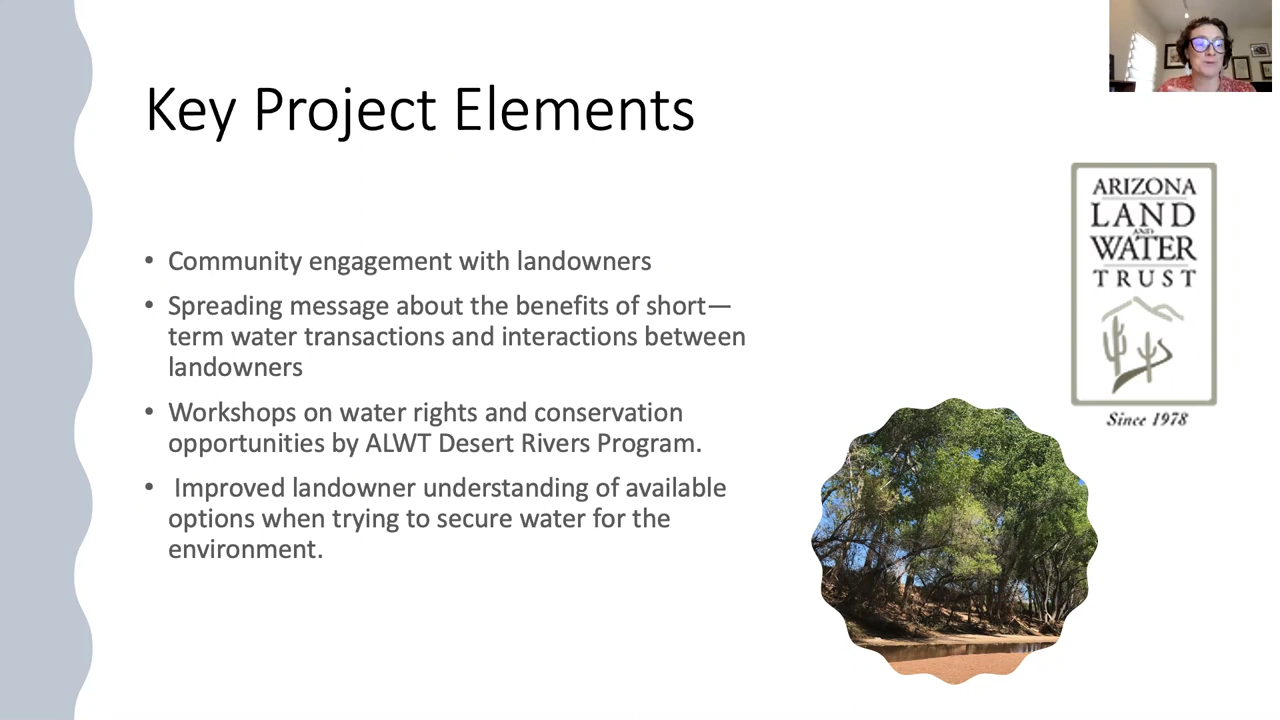 Key Project Elements
• Community engagement with landowners
• Spreading message about the benefits of short—
term water transactions and interactions between
landowners
• Workshops on water rights and conservation
opportunities by ALWT Desert Rivers Program.
• Improved landowner understanding of available
options when trying to secure water for the
environment.
ARIZONA
LAND
AND
WATER
TRUST
Since 1978